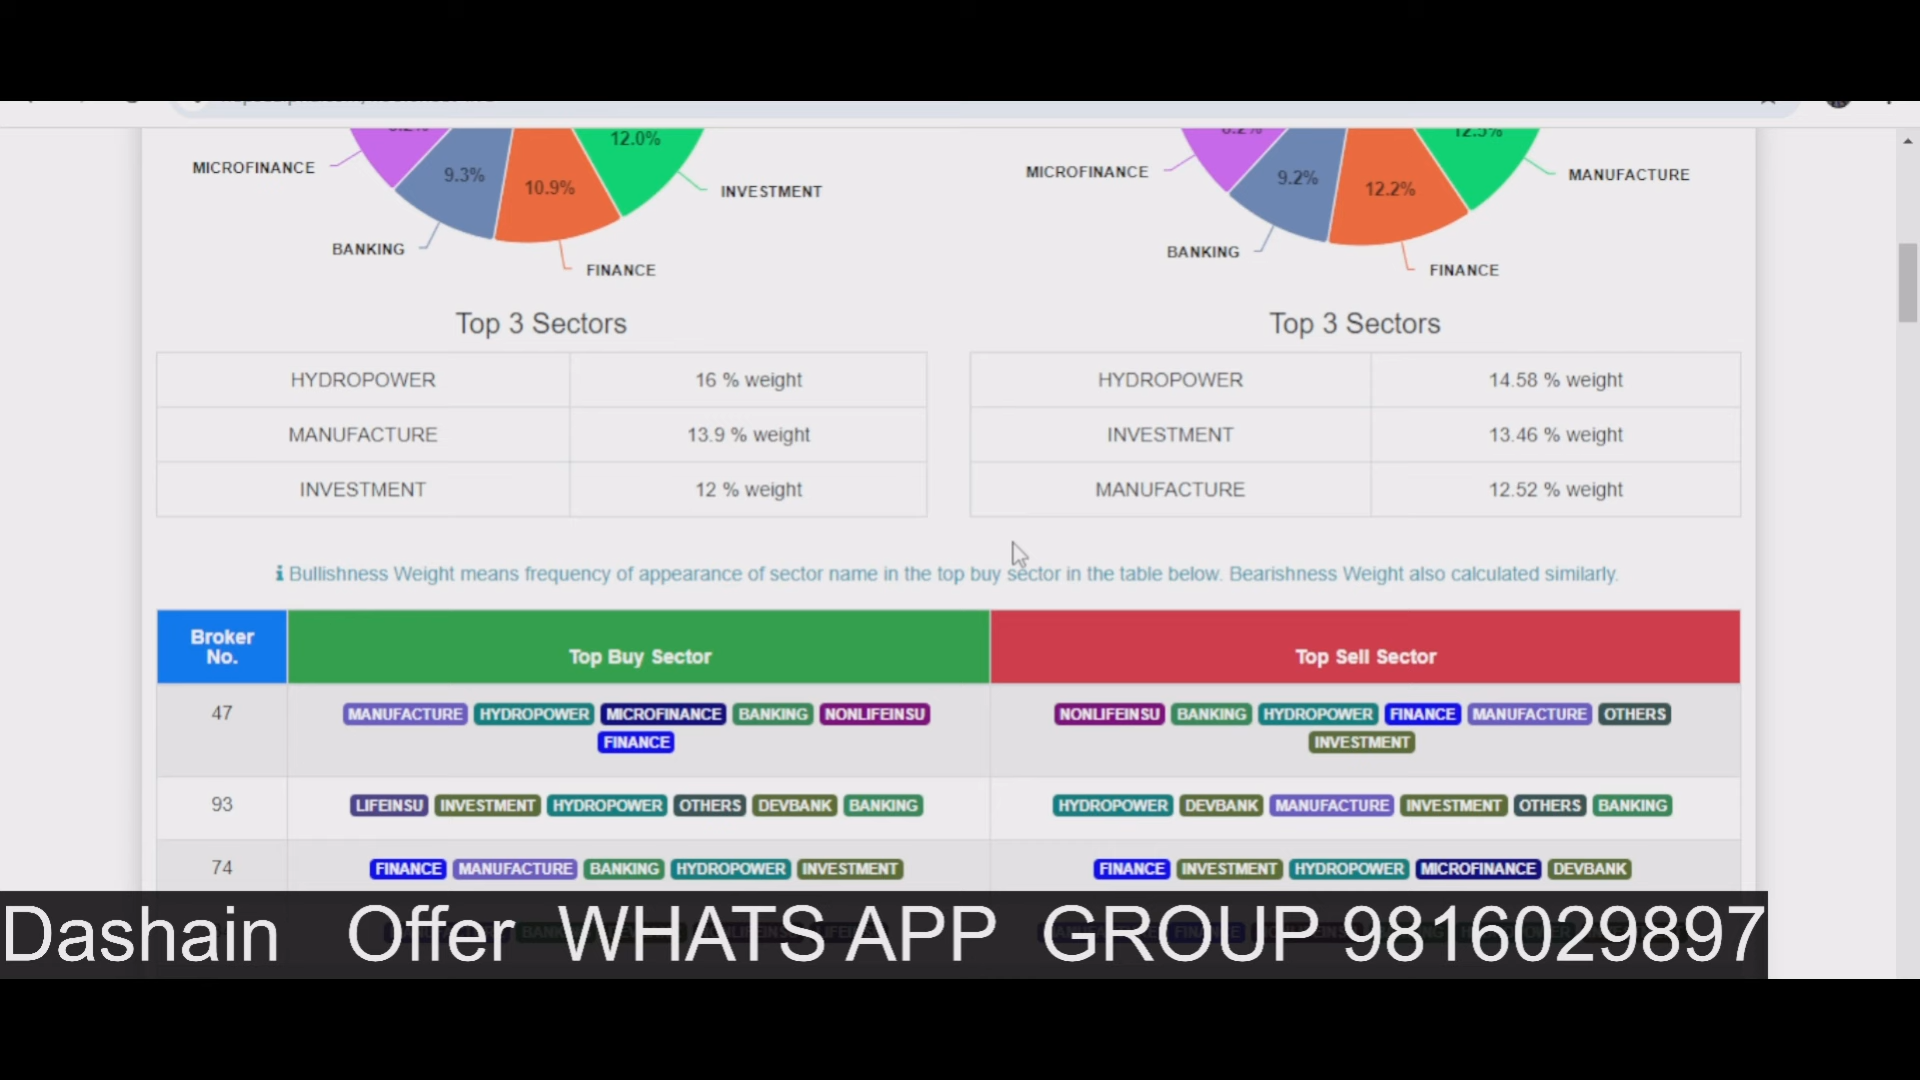 12.0%
12.5%
MICROFINANCE
9.3%
10.9%
INVESTMENT
BANKING
FINANCE
MICROFINANCE
9.2%
12.2%
MANUFACTURE
BANKING
FINANCE
Top 3 Sectors
HYDROPOWER 16 % weight
MANUFACTURE 13.9 % weight
INVESTMENT 12 % weight
Top 3 Sectors
HYDROPOWER 14.58 % weight
INVESTMENT 13.46 % weight
MANUFACTURE 12.52 % weight
i Bullishness Weight means frequency of appearance of sector name in the top buy sector in the table below. Bearishness Weight also calculated similarly.
Broker
No.
Top Buy Sector
Top Sell Sector
47
MANUFACTURE HYDROPOWER MICROFINANCE BANKING NONLIFEINSU
FINANCE
NONLIFEINSU BANKING HYDROPOWER FINANCE MANUFACTURE OTHERS
INVESTMENT
93
LIFEINSU INVESTMENT HYDROPOWER OTHERS DEVBANK BANKING
HYDROPOWER DEVBANK MANUFACTURE INVESTMENT OTHERS BANKING
74
FINANCE MANUFACTURE BANKING HYDROPOWER INVESTMENT
FINANCE INVESTMENT HYDROPOWER MICROFINANCE DEVBANK
Dashain Offer WHATS APP GROUP 9816029897